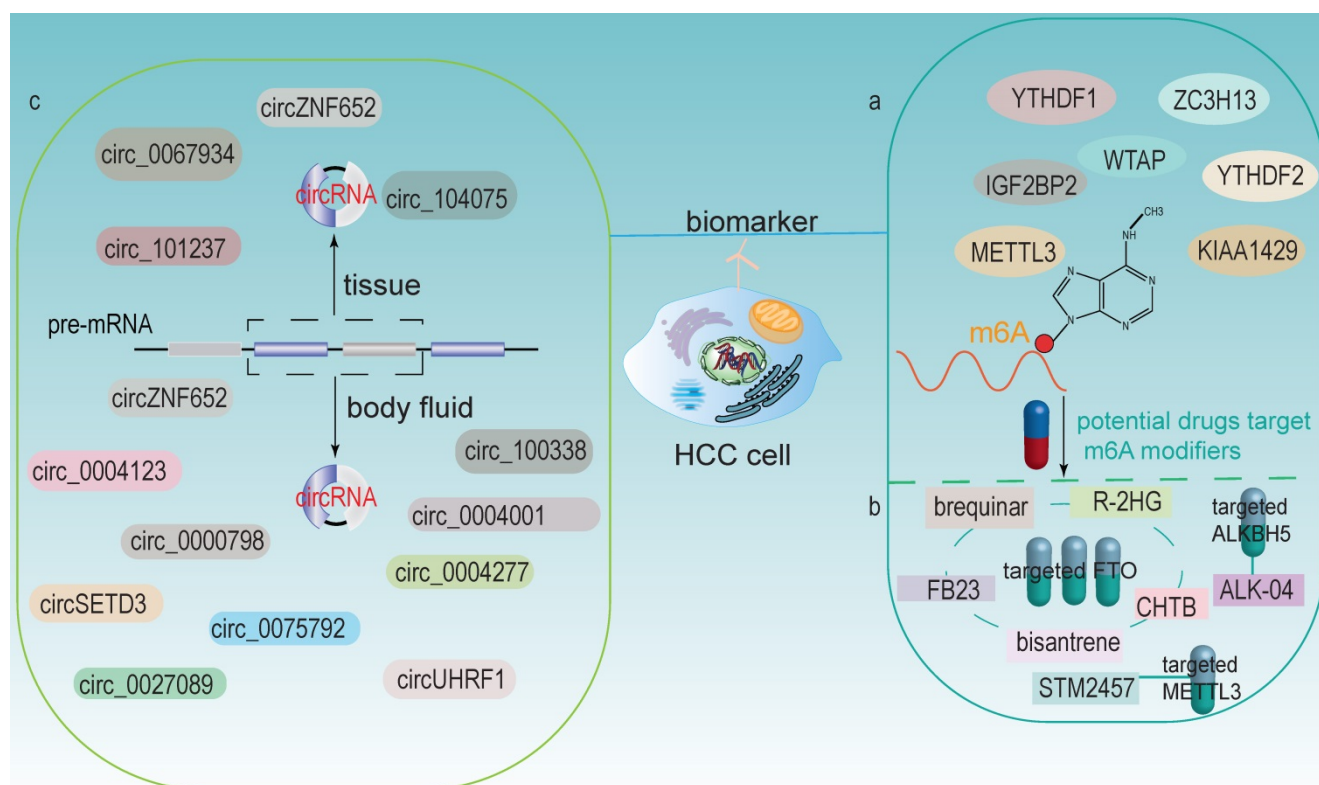 c
circZNF652
circ_0067934
circRNA
circ_104075
circ_101237
tissue
pre-mRNA
circZNF652
body fluid
circ_100338
circ_0004123
circRNA
circ_0004001
circ_0000798
circ_0004277
circSETD3
circ_0075792
circUHRF1
circ_0027089
biomarker
HCC cell
a
YTHDF1
ZC3H13
WTAP
IGF2BP2
YTHDF2
METTL3
KIAA1429
CH3
NH
N
N
N
N
m6A
potential drugs target
m6A modifiers
b
brequinar
R-2HG
targeted
ALKBH5
FB23
targeted FTO
CHTB
ALK-04
bisantrene
STM2457
targeted
METTL3